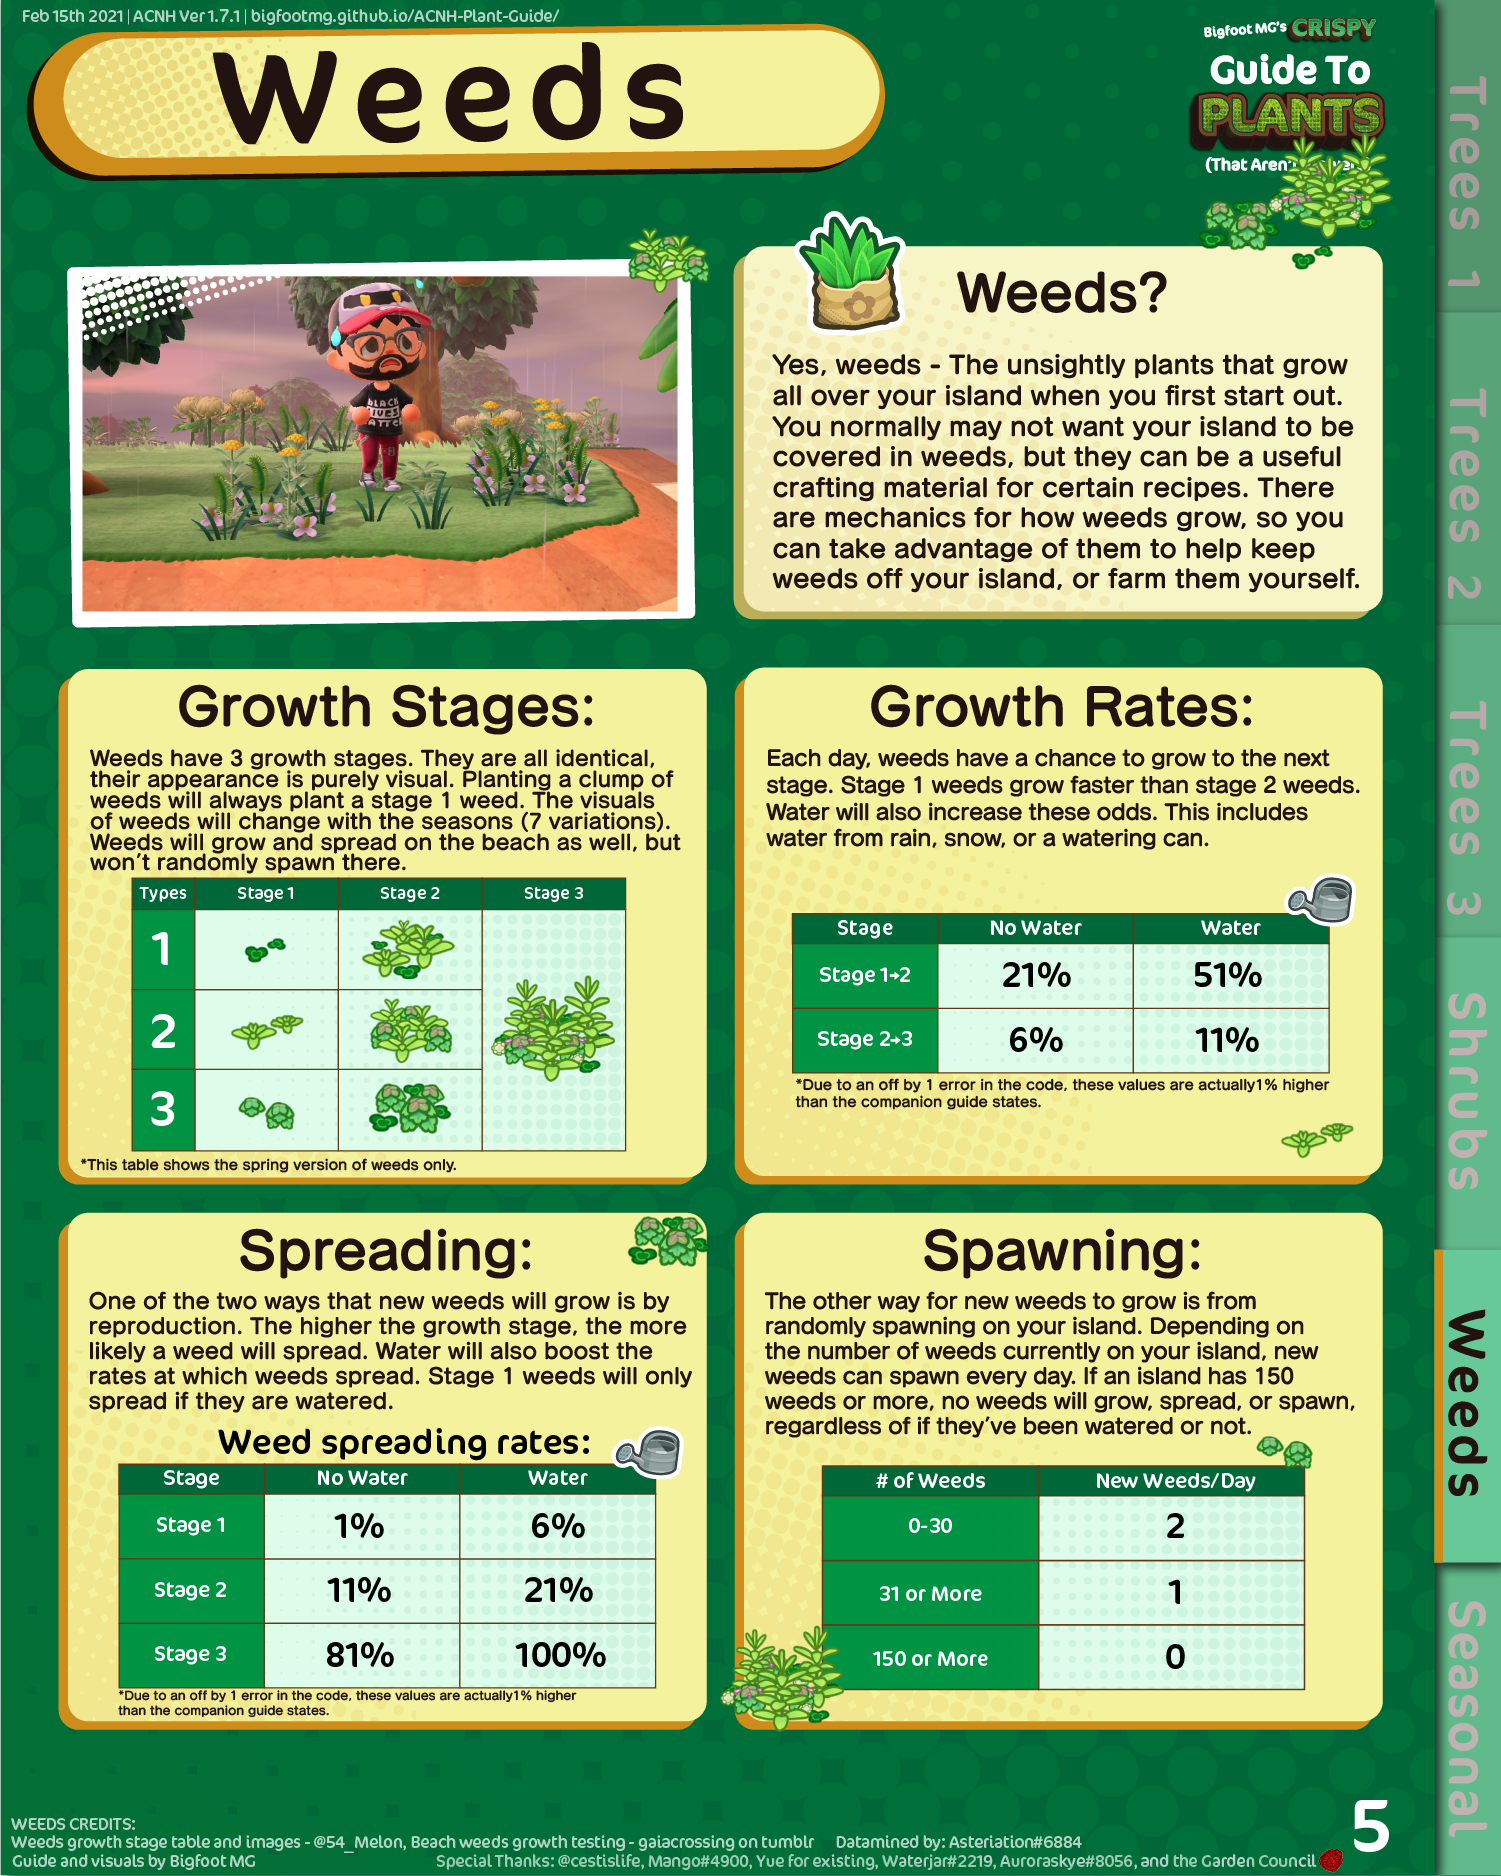 Feb 15th 2021 | ACNH Ver 1.7.1 | bigfootmg.github.io/ACNH-Plant-Guide/
Weeds
Bigfoot MG's CRISPY
Guide To
PLANTS
(That
BLACK
LIVES
MATTER
Weeds?
Yes, weeds - The unsightly plants that grow
all over your island when you first start out.
You normally may not want your island to be
covered in weeds, but they can be a useful
crafting material for certain recipes. There
are mechanics for how weeds grow, so you
can take advantage of them to help keep
weeds off your island, or farm them yourself.
Growth Stages:
Weeds have 3 growth stages. They are all identical,
their appearance is purely visual. Planting a clump of
weeds will always plant a stage 1 weed. The visuals
of weeds will change with the seasons (7 variations).
Weeds will grow and spread on the beach as well, but
won't randomly spawn there.
Types Stage 1 Stage 2 Stage 3
1
2
3
*This table shows the spring version of weeds only.
Growth Rates:
Each day, weeds have a chance to grow to the next
stage. Stage 1 weeds grow faster than stage 2 weeds.
Water will also increase these odds. This includes
water from rain, snow, or a watering can.
Stage No Water Water
Stage 1→2 21% 51%
Stage 2→3 6% 11%
*Due to an off by 1 error in the code, these values are actually1% higher
than the companion guide states.
Spreading:
One of the two ways that new weeds will grow is by
reproduction. The higher the growth stage, the more
likely a weed will spread. Water will also boost the
rates at which weeds spread. Stage 1 weeds will only
spread if they are watered.
Weed spreading rates:
Stage No Water Water
Stage 1 1% 6%
Stage 2 11% 21%
Stage 3 81% 100%
*Due to an off by 1 error in the code, these values are actually1% higher
than the companion guide states.
Spawning:
The other way for new weeds to grow is from
randomly spawning on your island. Depending on
the number of weeds currently on your island, new
weeds can spawn every day. If an island has 150
weeds or more, no weeds will grow, spread, or spawn,
regardless of if they've been watered or not.
# of Weeds New Weeds/Day
0-30 2
31 or More 1
150 or More 0
Trees 1
Trees 2
Trees 3
Shrubs
Weeds
Seasonal
WEEDS CREDITS:
Weeds growth stage table and images - @54_Melon, Beach weeds growth testing - gaiacrossing on tumblr Datamined by: Asteriation#6884
Guide and visuals by Bigfoot MG Special Thanks: @cestislife, Mango#4900, Yue for existing, Waterjar#2219, Auroraskye#8056, and the Garden Council
5